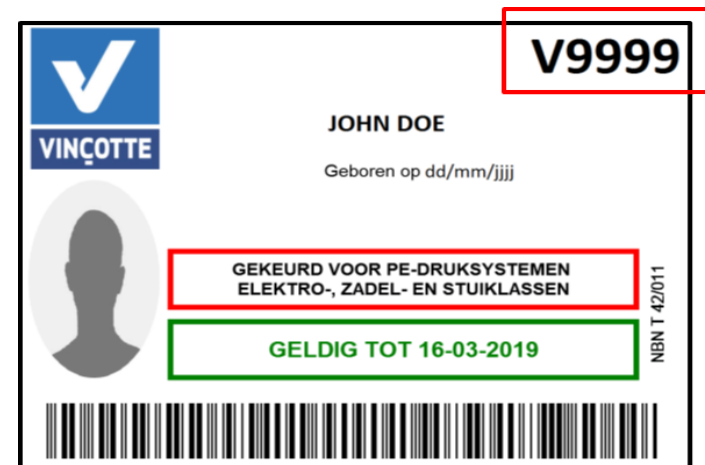 V9999
VINÇOTTE
JOHN DOE
Geboren op dd/mm/jjjj
GEKEURD VOOR PE-DRUKSYSTEMEN
ELEKTRO-, ZADEL- EN STUIKLASSEN
GELDIG TOT 16-03-2019
NBN T 42/011